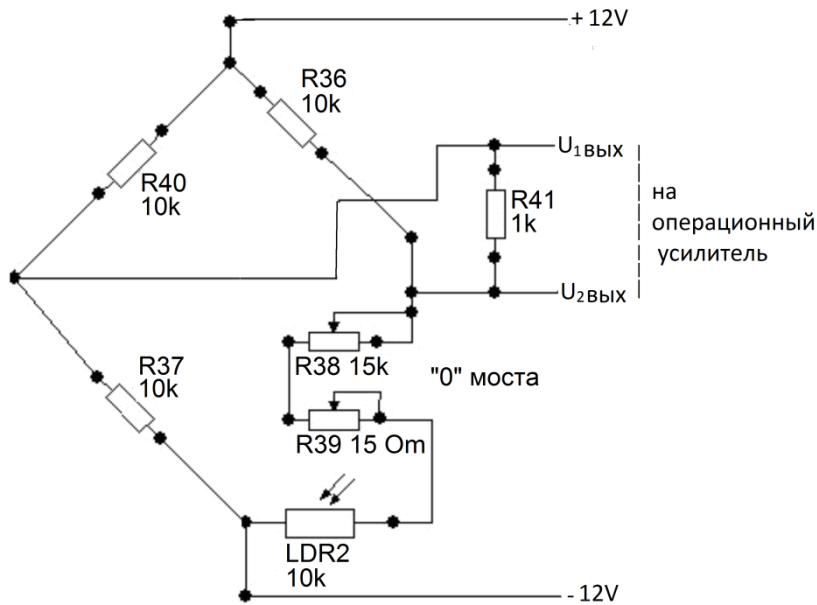 + 12V
R36
10k
R40
10k
U₁вых
R41
1k
на
операционный
усилитель
U₂вых
R38 15k
"0" моста
R37
10k
R39 15 Om
LDR2
10k
- 12V